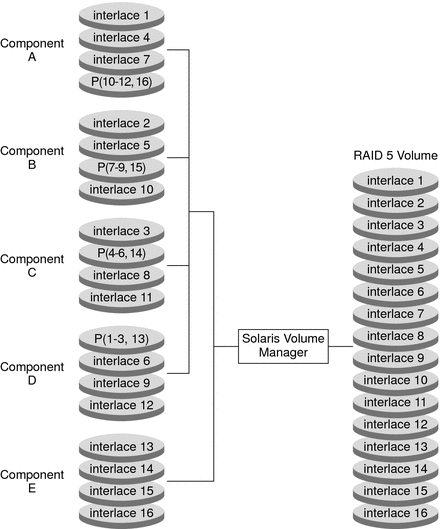 Component
A
interlace 1
interlace 4
interlace 7
P(10-12, 16)
Component
B
interlace 2
interlace 5
P(7-9, 15)
interlace 10
Component
C
interlace 3
P(4-6, 14)
interlace 8
interlace 11
Component
D
P(1-3, 13)
interlace 6
interlace 9
interlace 12
Component
E
interlace 13
interlace 14
interlace 15
interlace 16
Solaris Volume
Manager
RAID 5 Volume
interlace 1
interlace 2
interlace 3
interlace 4
interlace 5
interlace 6
interlace 7
interlace 8
interlace 9
interlace 10
interlace 11
interlace 12
interlace 13
interlace 14
interlace 15
interlace 16